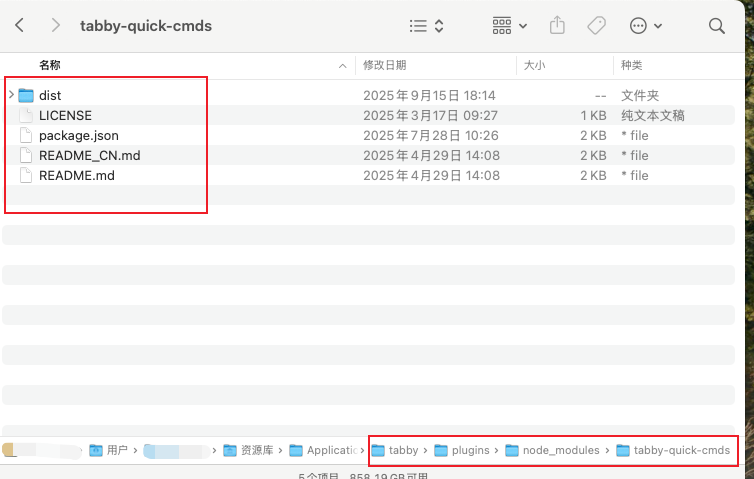 tabby-quick-cmds
名称 修改日期 大小 种类
dist 2025年9月15日 18:14 -- 文件夹
LICENSE 2025年3月17日 09:27 1 KB 纯文本文稿
package.json 2025年7月28日 10:26 2 KB * file
README_CN.md 2025年4月29日 14:08 2 KB * file
README.md 2025年4月29日 14:08 2 KB * file
用户 资源库 Applicatio tabby plugins node_modules tabby-quick-cmds
5个项目，858.19 GB可用